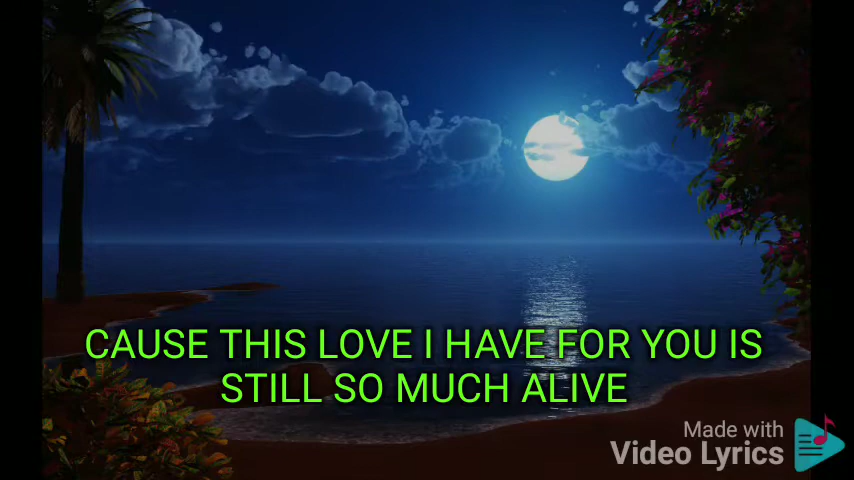 CAUSE THIS LOVE I HAVE FOR YOU IS
STILL SO MUCH ALIVE
Made with
Video Lyrics